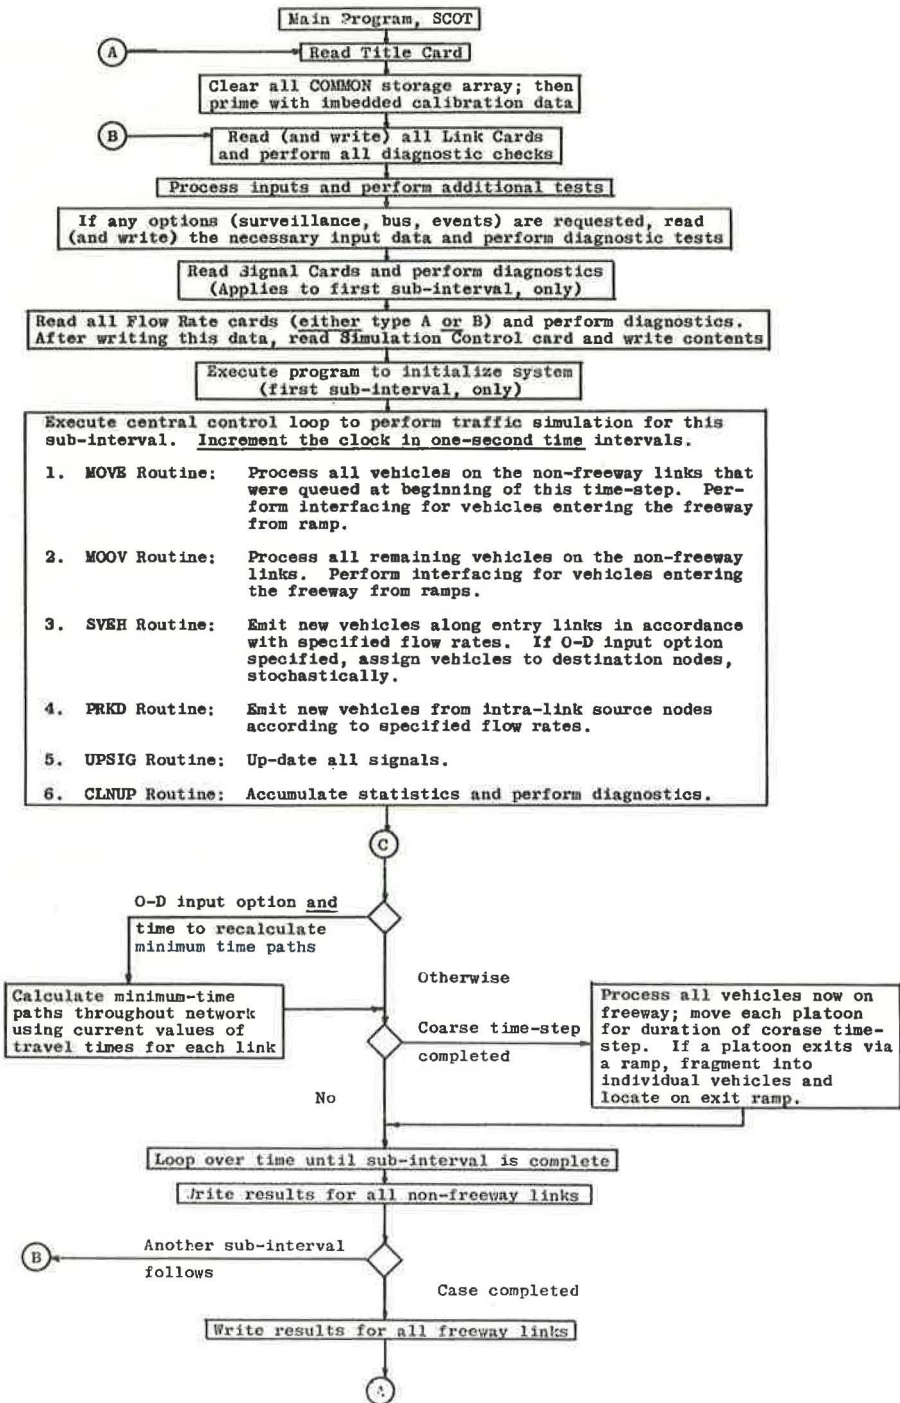 Main Program, SCOT
A
Read Title Card
Clear all COMMON storage array; then
prime with imbedded calibration data
B
Read (and write) all Link Cards
and perform all diagnostic checks
Process inputs and perform additional tests
If any options (surveillance, bus, events) are requested, read
(and write) the necessary input data and perform diagnostic tests
Read Signal Cards and perform diagnostics
(Applies to first sub-interval, only)
Read all Flow Rate cards (either type A or B) and perform diagnostics.
After writing this data, read Simulation Control card and write contents
Execute program to initialize system
(first sub-interval, only)
Execute central control loop to perform traffic simulation for this
sub-interval. Increment the clock in one-second time intervals.
1. MOVE Routine: Process all vehicles on the non-freeway links that
were queued at beginning of this time-step. Per-
form interfacing for vehicles entering the freeway
from ramp.
2. MOOV Routine: Process all remaining vehicles on the non-freeway
links. Perform interfacing for vehicles entering
the freeway from ramps.
3. SVEH Routine: Emit new vehicles along entry links in accordance
with specified flow rates. If O-D input option
specified, assign vehicles to destination nodes,
stochastically.
4. PRKD Routine: Emit new vehicles from intra-link source nodes
according to specified flow rates.
5. UPSIG Routine: Up-date all signals.
6. CLNUP Routine: Accumulate statistics and perform diagnostics.
C
O-D input option and
time to recalculate
minimum time paths
Otherwise
Calculate minimum-time
paths throughout network
using current values of
travel times for each link
Coarse time-step
completed
Process all vehicles now on
freeway; move each platoon
for duration of corase time-
step. If a platoon exits via
a ramp, fragment into
individual vehicles and
locate on exit ramp.
No
Loop over time until sub-interval is complete
Write results for all non-freeway links
B
Another sub-interval
follows
Case completed
Write results for all freeway links
A